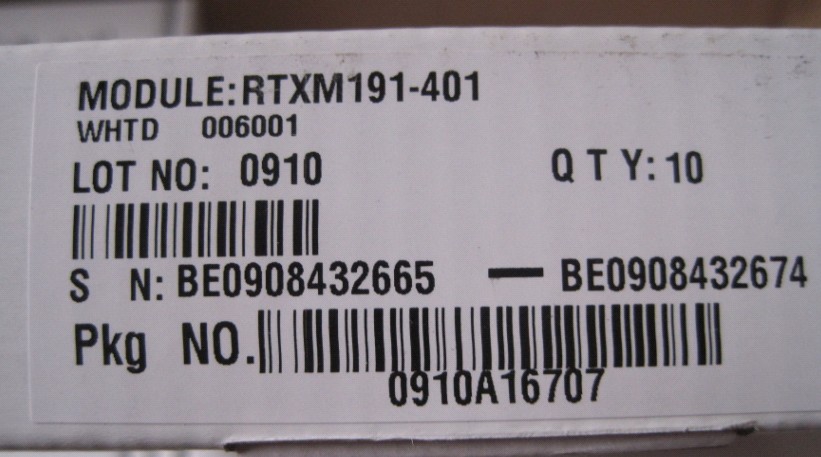 MODULE:RTXM191-401
WHTD 006001
LOT NO: 0910 Q T Y: 10
S N: BE0908432665 — BE0908432674
Pkg NO.
0910A16707